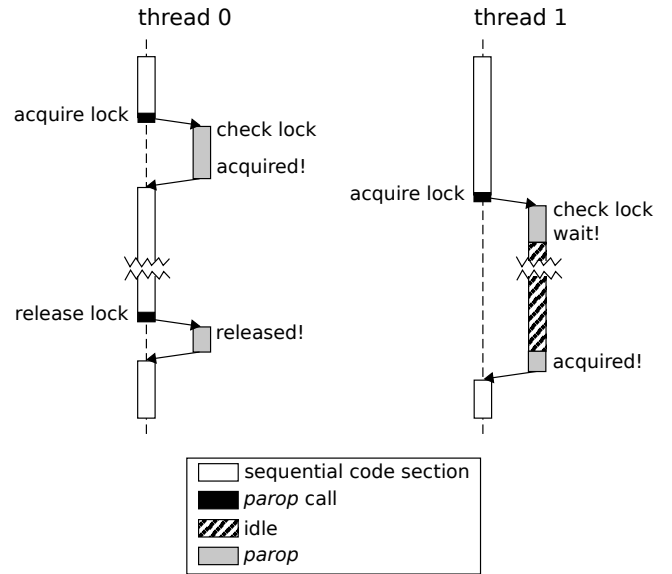 thread 0
thread 1
acquire lock
check lock
acquired!
acquire lock
check lock
wait!
release lock
released!
acquired!
sequential code section
parop call
idle
parop